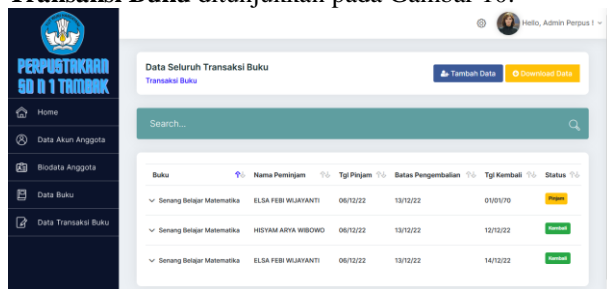 Transaksi Buku ditunjukkan pada Gambar 10.
Hello, Admin Perpus !
PERPUSTAKAAN
SD N 1 TAMBAK
Data Seluruh Transaksi Buku
Transaksi Buku
Tambah Data
Download Data
Home
Search...
Data Akun Anggota
Biodata Anggota
Data Buku
Data Transaksi Buku
Buku Nama Peminjam Tgl Pinjam Batas Pengembalian Tgl Kembali Status
Senang Belajar Matematika ELSA FEBI WIJAYANTI 06/12/22 13/12/22 01/01/70 Pinjam
Senang Belajar Matematika HISYAM ARYA WIBOWO 06/12/22 13/12/22 12/12/22 Kembali
Senang Belajar Matematika ELSA FEBI WIJAYANTI 06/12/22 13/12/22 14/12/22 Kembali